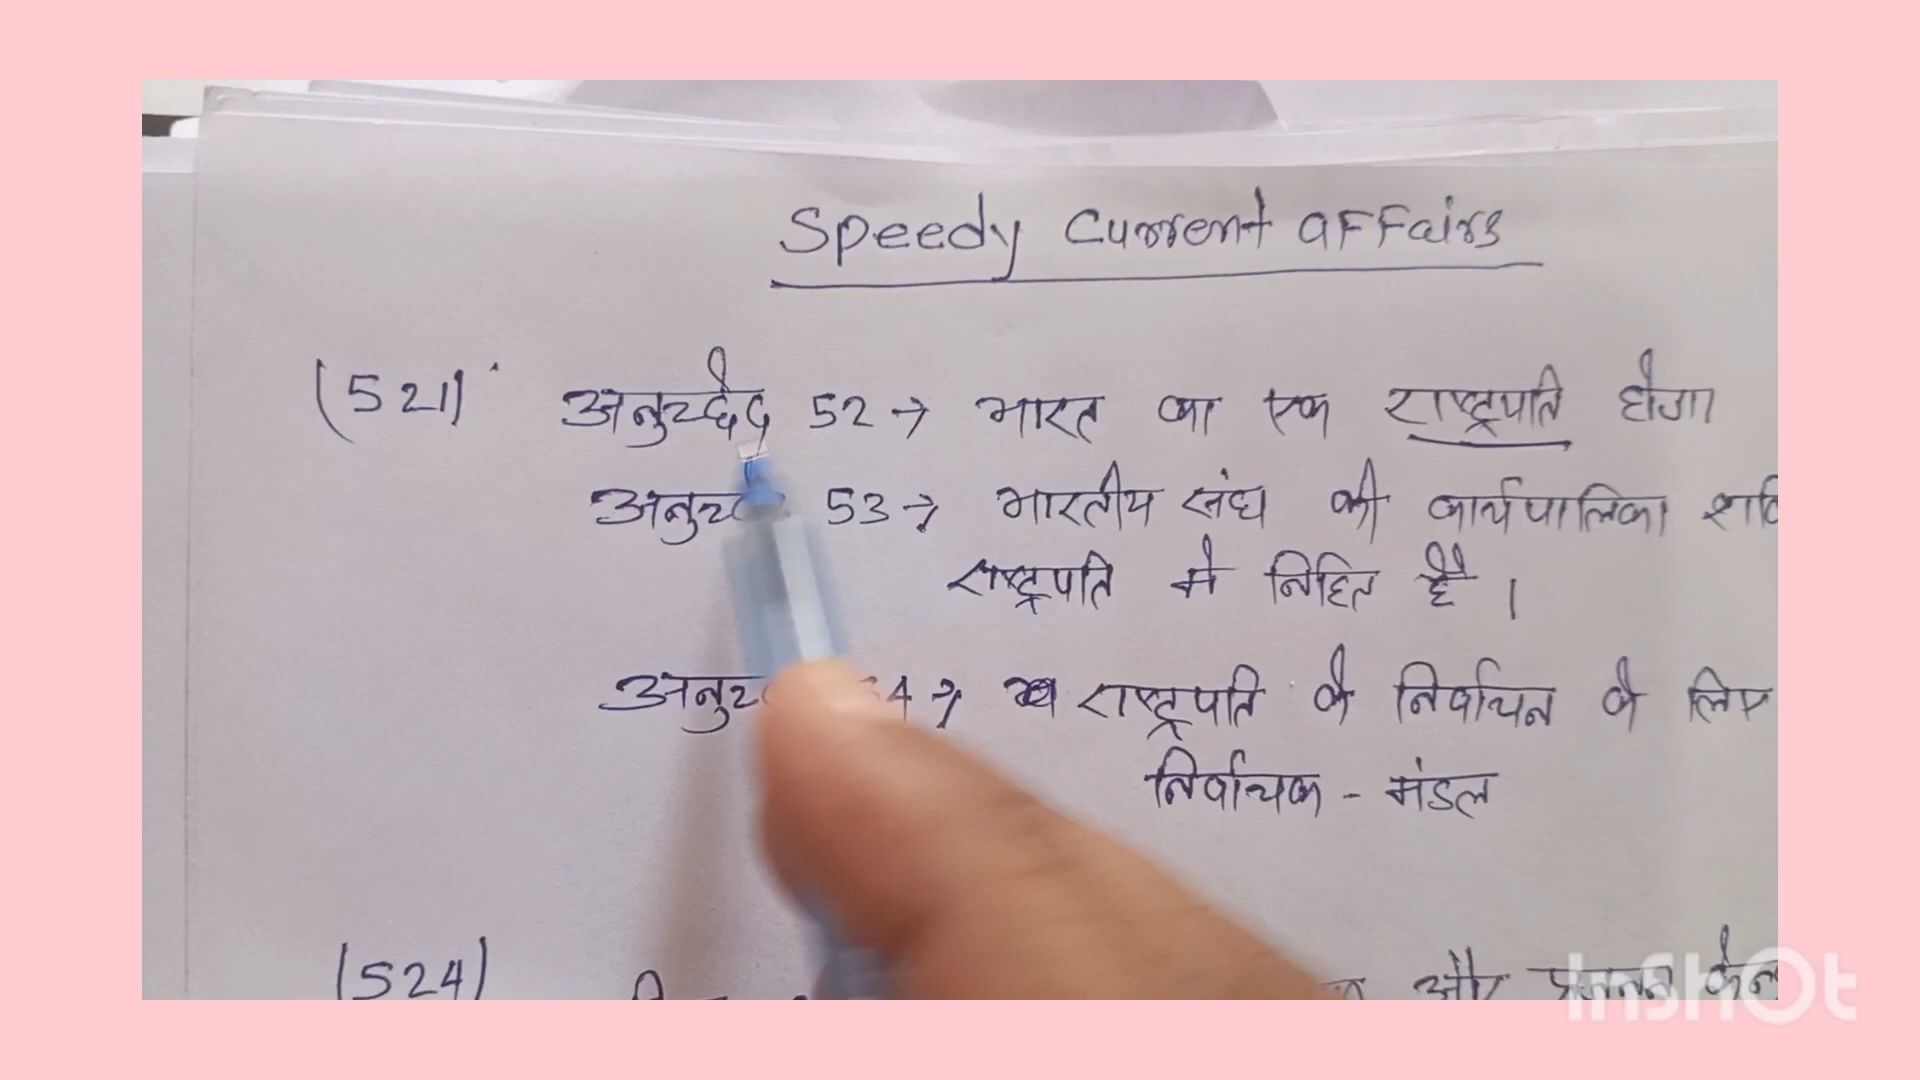 Speedy Current affairs
(521) अनुच्छेद 52 → भारत का एक राष्ट्रपति होगा
53 → भारतीय संघ की कार्यपालिका
राष्ट्रपति मे निहित है ।
राष्ट्रपति के निर्वाचन के लिए
निर्वाचक - मंडल
(524) और प्रजनन
InShOt